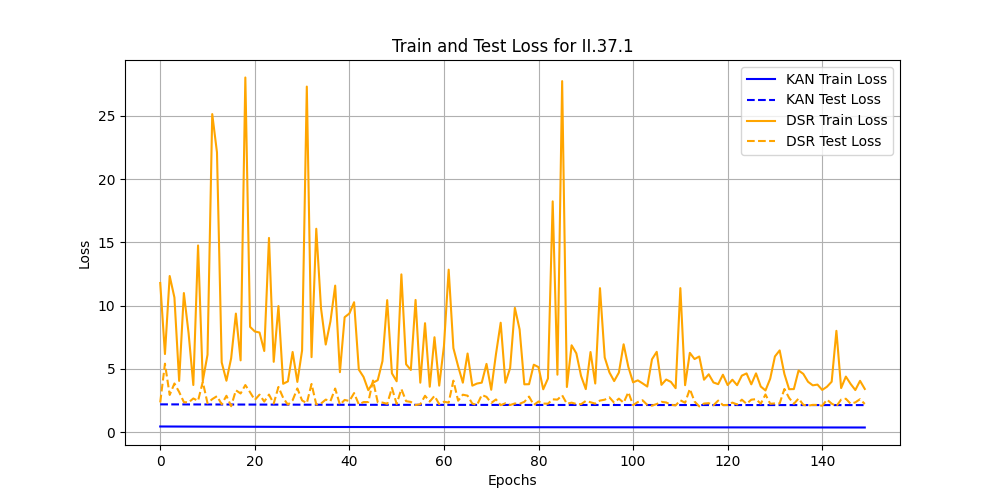 Train and Test Loss for II.37.1
KAN Train Loss
KAN Test Loss
DSR Train Loss
DSR Test Loss
Loss
25
20
15
10
5
0
0 20 40 60 80 100 120 140
Epochs